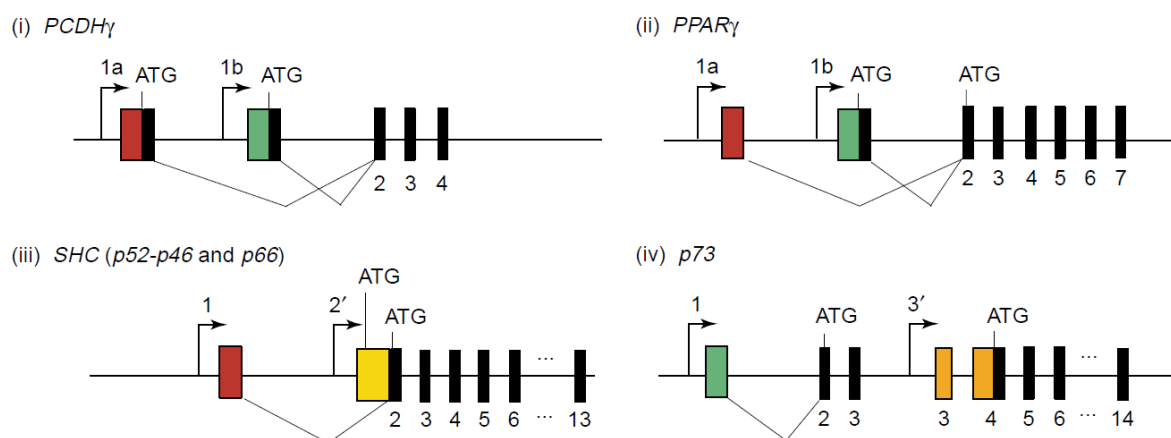 (i) PCDHγ
1a ATG 1b ATG
2 3 4
(ii) PPARγ
1a 1b ATG ATG
2 3 4 5 6 7
(iii) SHC (p52-p46 and p66)
ATG
1 2′ ATG
...
2 3 4 5 6 ... 13
(iv) p73
1 ATG 3′ ATG
...
2 3 3 4 5 6 ... 14